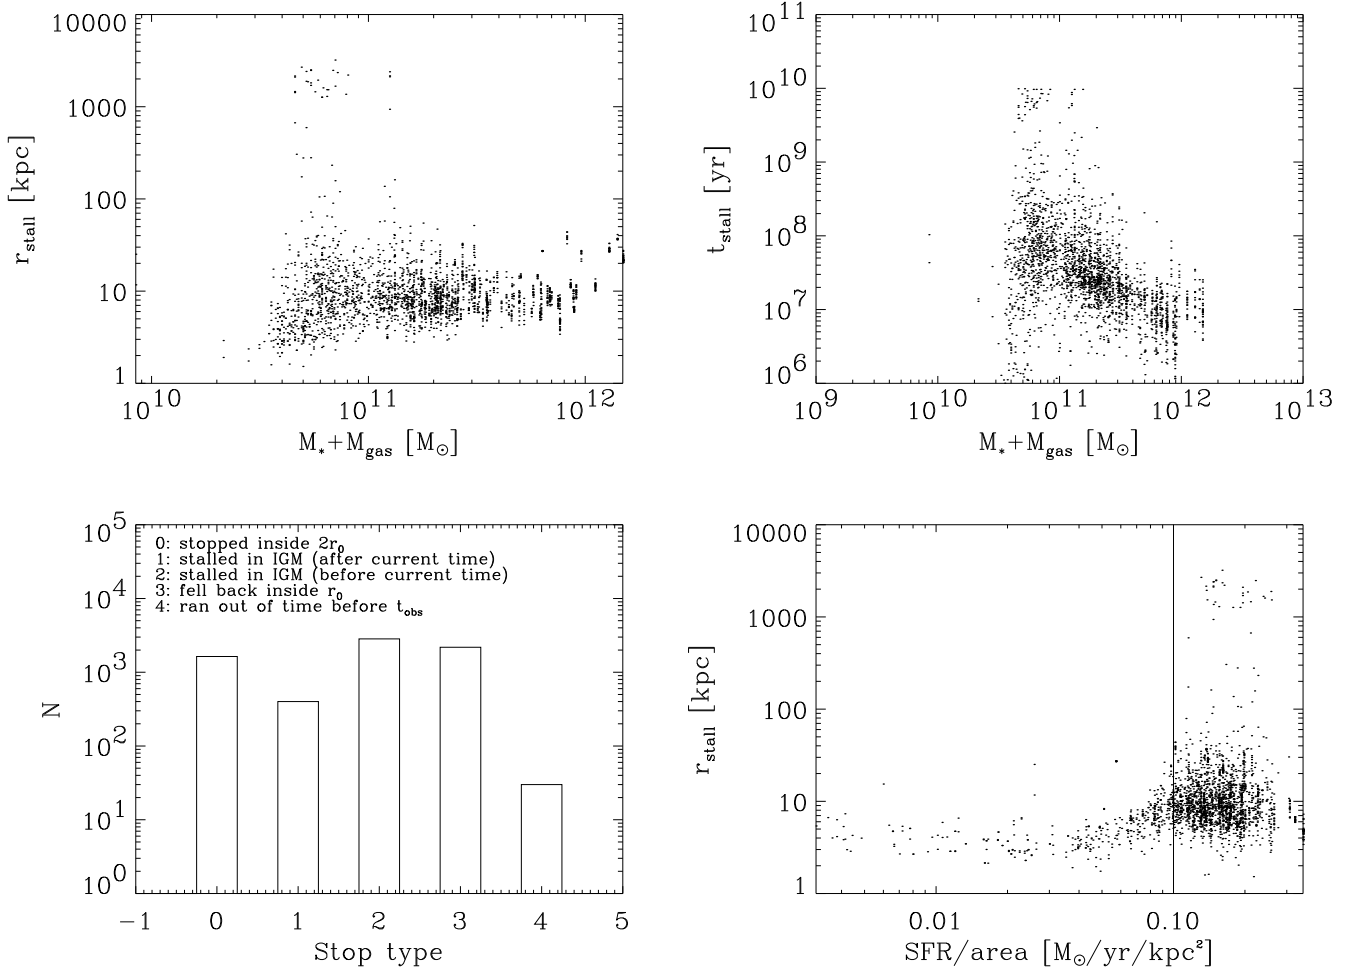 10000
1000
100
10
1
r_stall [kpc]
10^10 10^11 10^12
M_*+M_gas [M_⊙]
10^11
10^10
10^9
10^8
10^7
10^6
t_stall [yr]
10^9 10^10 10^11 10^12 10^13
M_*+M_gas [M_⊙]
10^5
10^4
10^3
10^2
10^1
10^0
N
0: stopped inside 2r_0
1: stalled in IGM (after current time)
2: stalled in IGM (before current time)
3: fell back inside r_0
4: ran out of time before t_obs
−1 0 1 2 3 4 5
Stop type
10000
1000
100
10
1
r_stall [kpc]
0.01 0.10
SFR/area [M_⊙/yr/kpc²]